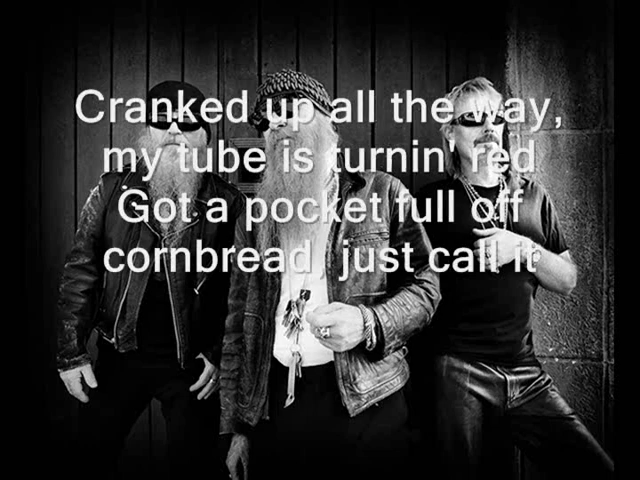 Cranked up all the way,
my tube is turnin' red
Got a pocket full off
cornbread, just call it